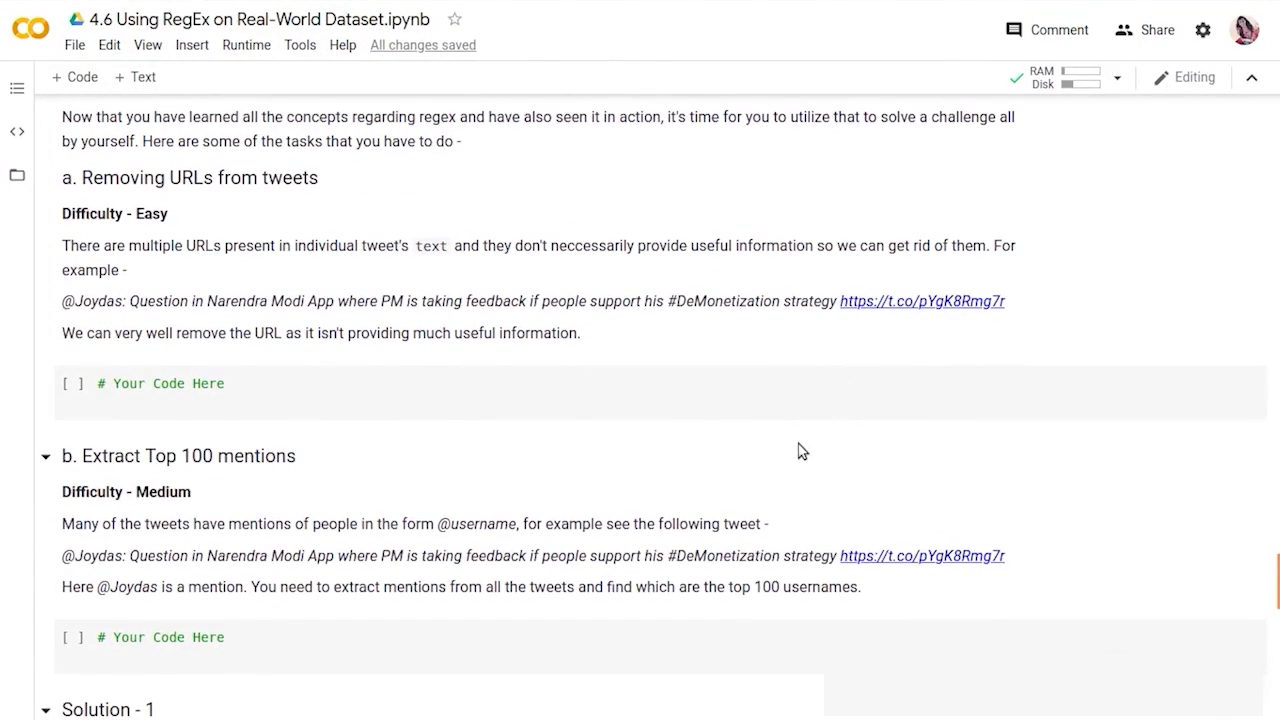 4.6 Using RegEx on Real-World Dataset.ipynb
File Edit View Insert Runtime Tools Help All changes saved
Comment Share
+ Code + Text
RAM
Disk
Editing
Now that you have learned all the concepts regarding regex and have also seen it in action, it's time for you to utilize that to solve a challenge all
by yourself. Here are some of the tasks that you have to do -
a. Removing URLs from tweets
Difficulty - Easy
There are multiple URLs present in individual tweet's text and they don't neccessarily provide useful information so we can get rid of them. For
example -
@Joydas: Question in Narendra Modi App where PM is taking feedback if people support his #DeMonetization strategy https://t.co/pYgK8Rmg7r
We can very well remove the URL as it isn't providing much useful information.
[ ] # Your Code Here
b. Extract Top 100 mentions
Difficulty - Medium
Many of the tweets have mentions of people in the form @username, for example see the following tweet -
@Joydas: Question in Narendra Modi App where PM is taking feedback if people support his #DeMonetization strategy https://t.co/pYgK8Rmg7r
Here @Joydas is a mention. You need to extract mentions from all the tweets and find which are the top 100 usernames.
[ ] # Your Code Here
Solution - 1